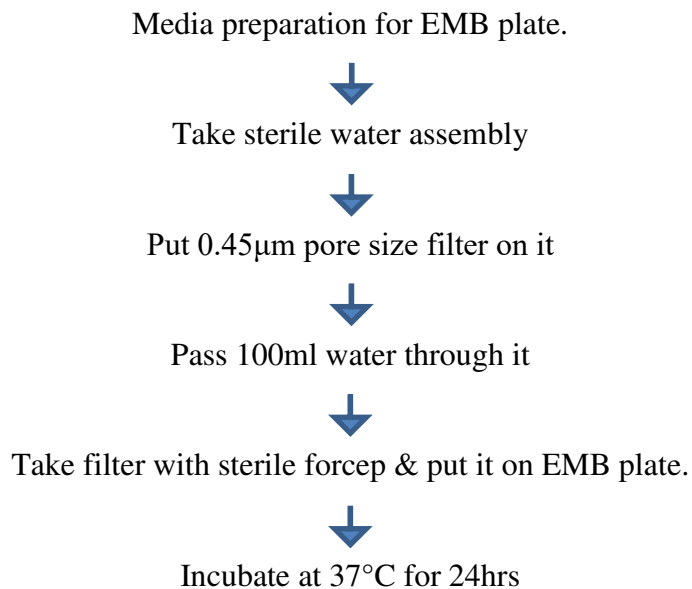 Media preparation for EMB plate.
Take sterile water assembly
Put 0.45μm pore size filter on it
Pass 100ml water through it
Take filter with sterile forcep & put it on EMB plate.
Incubate at 37°C for 24hrs